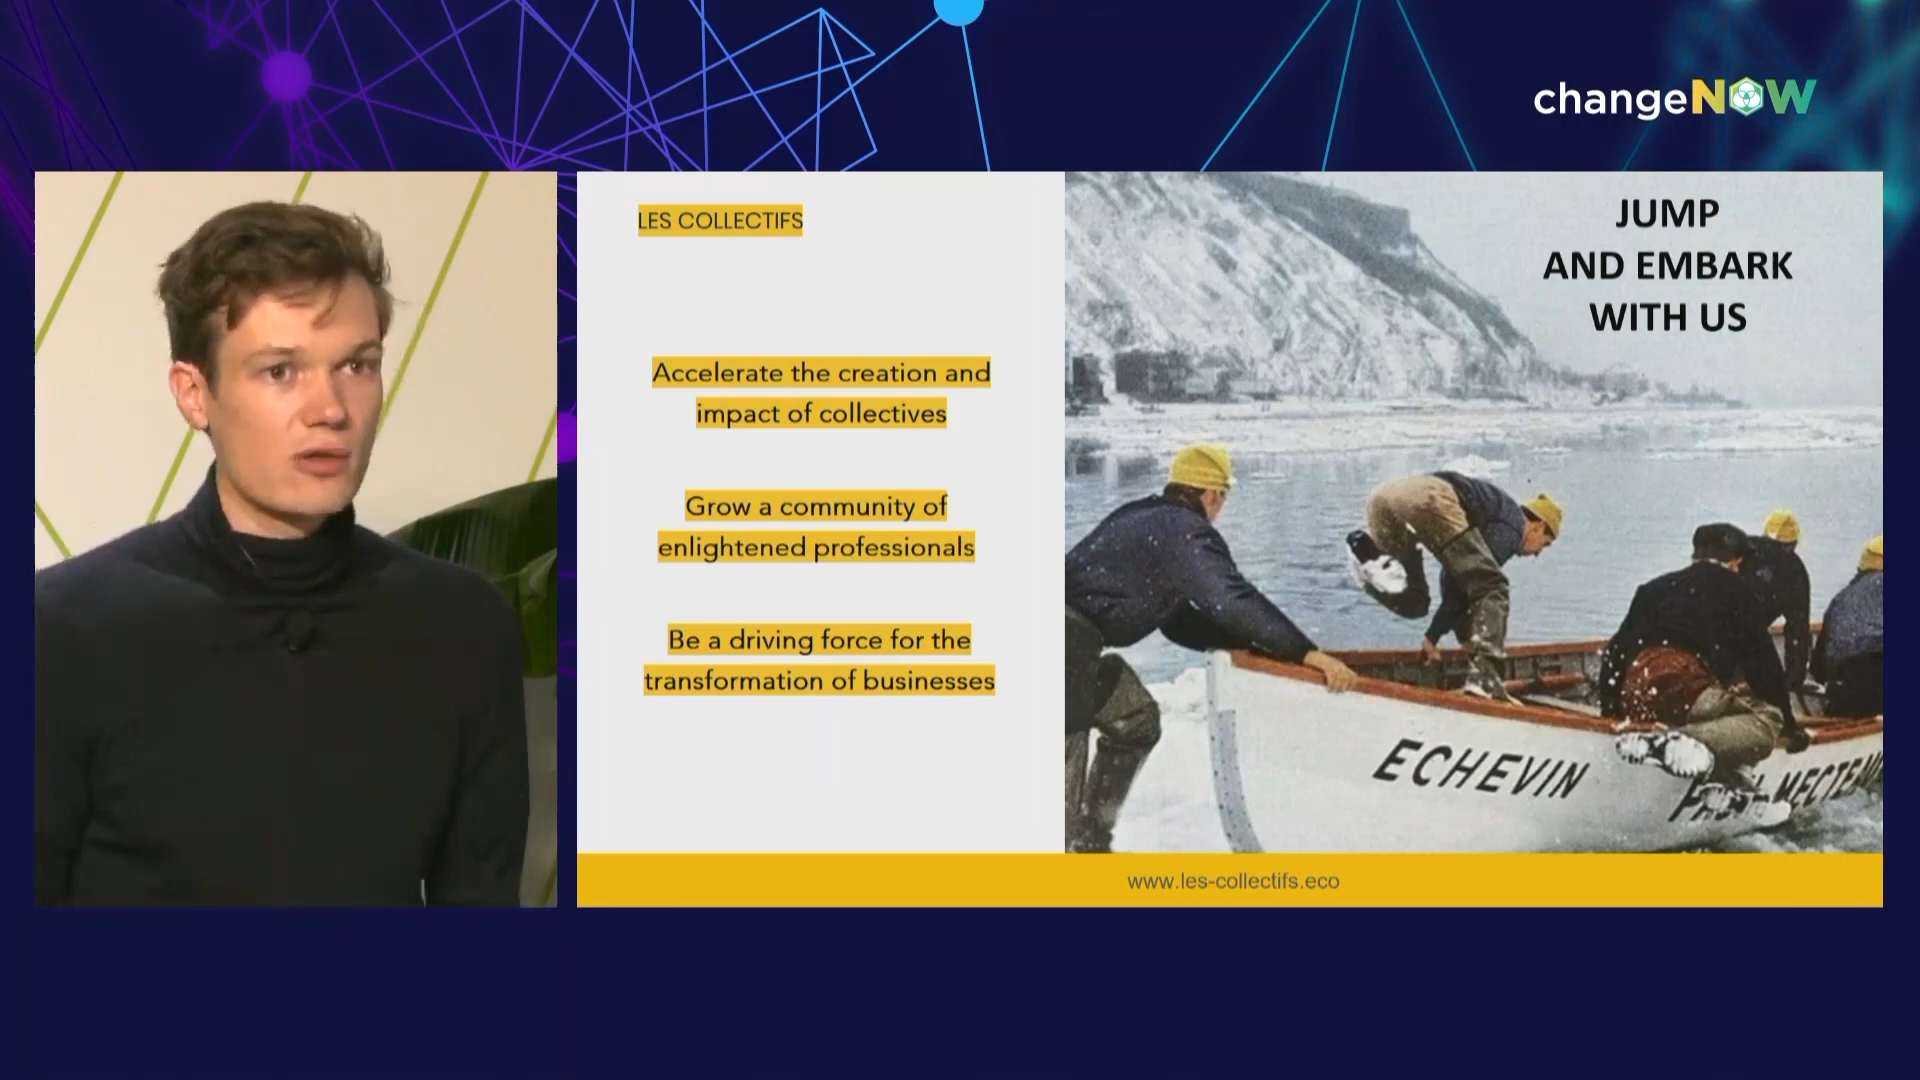 changeNOW
LES COLLECTIFS
Accelerate the creation and
impact of collectives
Grow a community of
enlightened professionals
Be a driving force for the
transformation of businesses
JUMP
AND EMBARK
WITH US
ECHEVIN
www.les-collectifs.eco